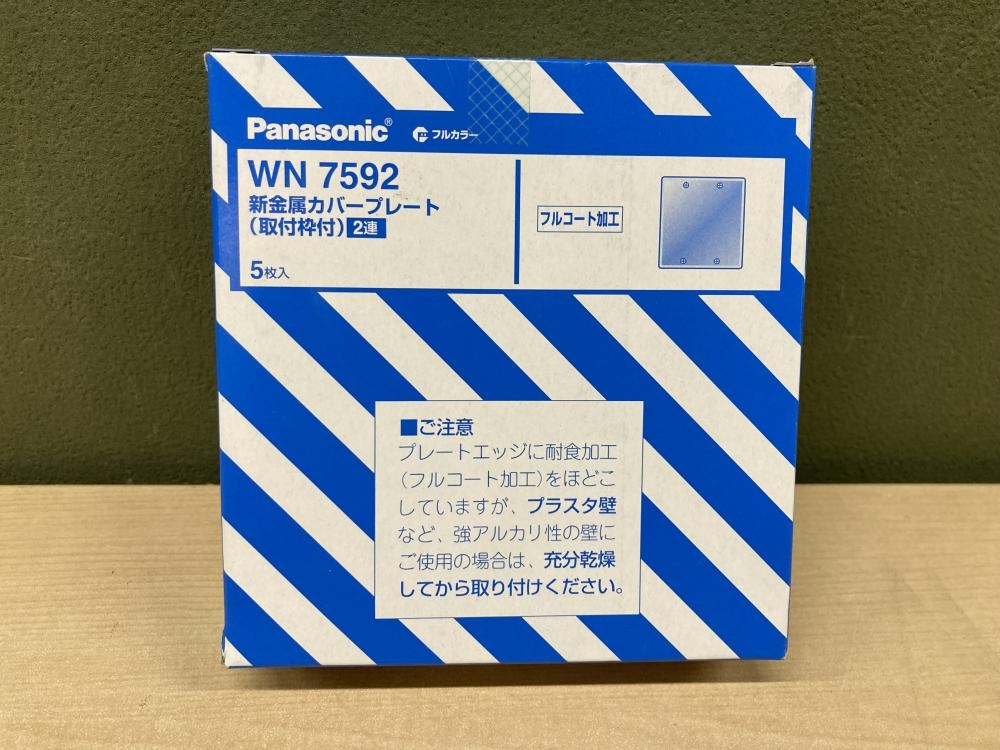 Panasonic® フルカラー
WN 7592
新金属カバープレート
(取付枠付) 2連
5枚入
フルコート加工
■ご注意
プレートエッジに耐食加工
(フルコート加工)をほどこ
していますが、プラスタ壁
など、強アルカリ性の壁に
ご使用の場合は、充分乾燥
してから取り付けください。